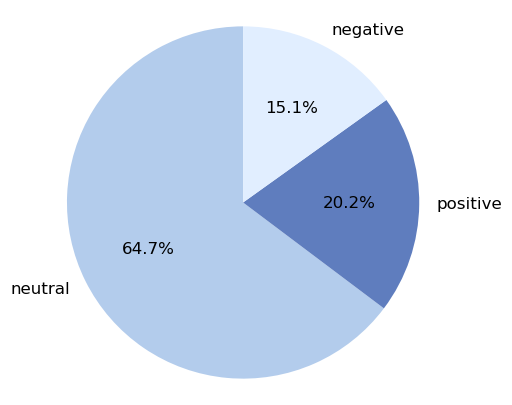 negative
15.1%
20.2%
positive
64.7%
neutral